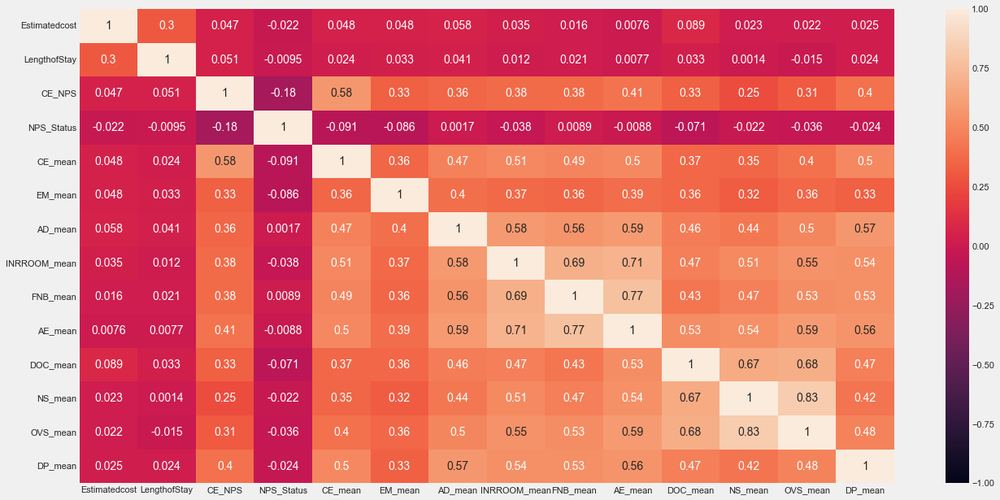 Estimatedcost 1 0.3 0.047 -0.022 0.048 0.048 0.058 0.035 0.016 0.0076 0.089 0.023 0.022 0.025
LengthofStay 0.3 1 0.051 -0.0095 0.024 0.033 0.041 0.012 0.021 0.0077 0.033 0.0014 -0.015 0.024
CE_NPS 0.047 0.051 1 -0.18 0.58 0.33 0.36 0.38 0.38 0.41 0.33 0.25 0.31 0.4
NPS_Status -0.022 -0.0095 -0.18 1 -0.091 -0.086 0.0017 -0.038 0.0089 -0.0088 -0.071 -0.022 -0.036 -0.024
CE_mean 0.048 0.024 0.58 -0.091 1 0.36 0.47 0.51 0.49 0.5 0.37 0.35 0.4 0.5
EM_mean 0.048 0.033 0.33 -0.086 0.36 1 0.4 0.37 0.36 0.39 0.36 0.32 0.36 0.33
AD_mean 0.058 0.041 0.36 0.0017 0.47 0.4 1 0.58 0.56 0.59 0.46 0.44 0.5 0.57
INRROOM_mean 0.035 0.012 0.38 -0.038 0.51 0.37 0.58 1 0.69 0.71 0.47 0.51 0.55 0.54
FNB_mean 0.016 0.021 0.38 0.0089 0.49 0.36 0.56 0.69 1 0.77 0.43 0.47 0.53 0.53
AE_mean 0.0076 0.0077 0.41 -0.0088 0.5 0.39 0.59 0.71 0.77 1 0.53 0.54 0.59 0.56
DOC_mean 0.089 0.033 0.33 -0.071 0.37 0.36 0.46 0.47 0.43 0.53 1 0.67 0.68 0.47
NS_mean 0.023 0.0014 0.25 -0.022 0.35 0.32 0.44 0.51 0.47 0.54 0.67 1 0.83 0.42
OVS_mean 0.022 -0.015 0.31 -0.036 0.4 0.36 0.5 0.55 0.53 0.59 0.68 0.83 1 0.48
DP_mean 0.025 0.024 0.4 -0.024 0.5 0.33 0.57 0.54 0.53 0.56 0.47 0.42 0.48 1
Estimatedcost LengthofStay CE_NPS NPS_Status CE_mean EM_mean AD_mean INRROOM_mean FNB_mean AE_mean DOC_mean NS_mean OVS_mean DP_mean
1.00
0.75
0.50
0.25
0.00
−0.25
−0.50
−0.75
−1.00